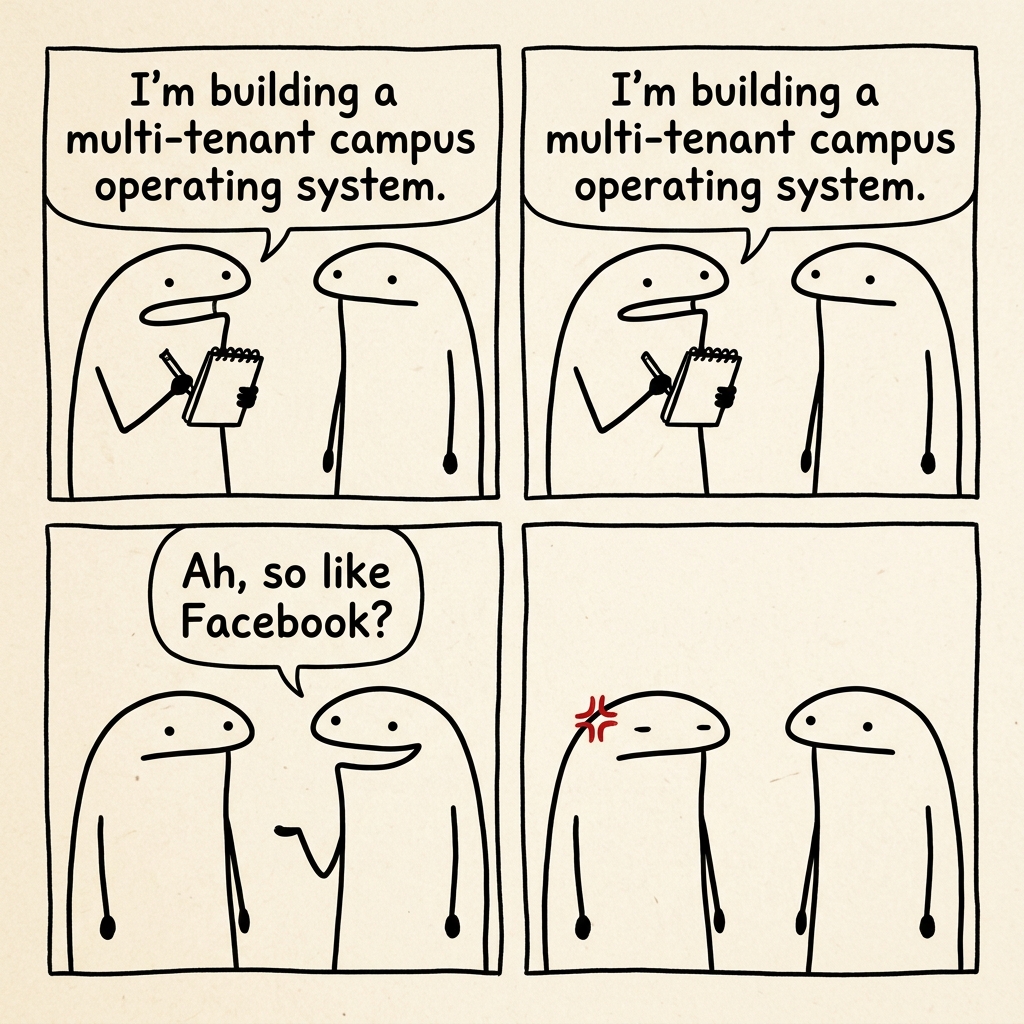 I'm building a
multi-tenant campus
operating system.
I'm building a
multi-tenant campus
operating system.
Ah, so like
Facebook?